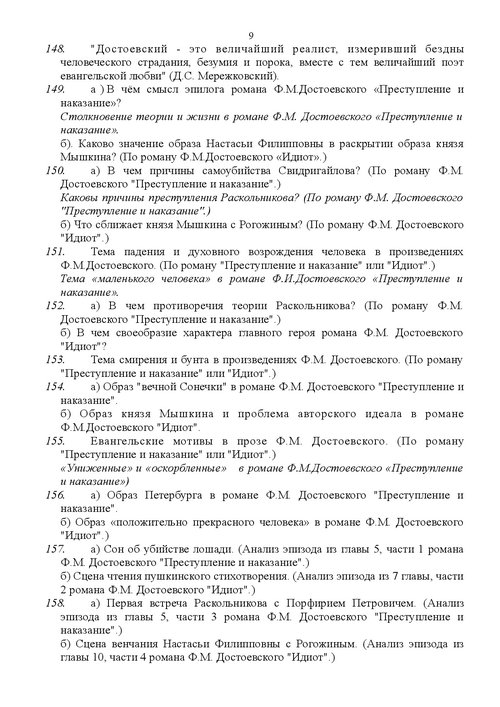 9
148. "Достоевский - это величайший реалист, измеривший бездны
человеческого страдания, безумия и порока, вместе с тем величайший поэт
евангельской любви" (Д.С. Мережковский).
149. а ) В чём смысл эпилога романа Ф.М.Достоевского «Преступление и
наказание»?
Столкновение теории и жизни в романе Ф.М. Достоевского «Преступление и
наказание».
б). Каково значение образа Настасьи Филипповны в раскрытии образа князя
Мышкина? (По роману Ф.М.Достоевского «Идиот».)
150. а) В чем причины самоубийства Свидригайлова? (По роману Ф.М.
Достоевского "Преступление и наказание".)
Каковы причины преступления Раскольникова? (По роману Ф.М. Достоевского
"Преступление и наказание".)
б) Что сближает князя Мышкина с Рогожиным? (По роману Ф.М. Достоевского
"Идиот".)
151. Тема падения и духовного возрождения человека в произведениях
Ф.М.Достоевского. (По роману "Преступление и наказание" или "Идиот".)
Тема «маленького человека» в романе Ф.И.Достоевского «Преступление и
наказание».
152. а) В чем противоречия теории Раскольникова? (По роману Ф.М.
Достоевского "Преступление и наказание".)
б) В чем своеобразие характера главного героя романа Ф.М. Достоевского
"Идиот"?
153. Тема смирения и бунта в произведениях Ф.М. Достоевского. (По роману
"Преступление и наказание" или "Идиот".)
154. а) Образ "вечной Сонечки" в романе Ф.М. Достоевского "Преступление и
наказание".
б) Образ князя Мышкина и проблема авторского идеала в романе
Ф.М.Достоевского "Идиот".
155. Евангельские мотивы в прозе Ф.М. Достоевского. (По роману
"Преступление и наказание" или "Идиот".)
«Униженные» и «оскорбленные» в романе Ф.М.Достоевского «Преступление
и наказание»)
156. а) Образ Петербурга в романе Ф.М. Достоевского "Преступление и
наказание".
б) Образ «положительно прекрасного человека» в романе Ф.М. Достоевского
"Идиот".)
157. а) Сон об убийстве лошади. (Анализ эпизода из главы 5, части 1 романа
Ф.М. Достоевского "Преступление и наказание".)
б) Сцена чтения пушкинского стихотворения. (Анализ эпизода из 7 главы, части
2 романа Ф.М. Достоевского "Идиот".)
158. а) Первая встреча Раскольникова с Порфирием Петровичем. (Анализ
эпизода из главы 5, части 3 романа Ф.М. Достоевского "Преступление и
наказание".)
б) Сцена венчания Настасьи Филипповны с Рогожиным. (Анализ эпизода из
главы 10, части 4 романа Ф.М. Достоевского "Идиот".)